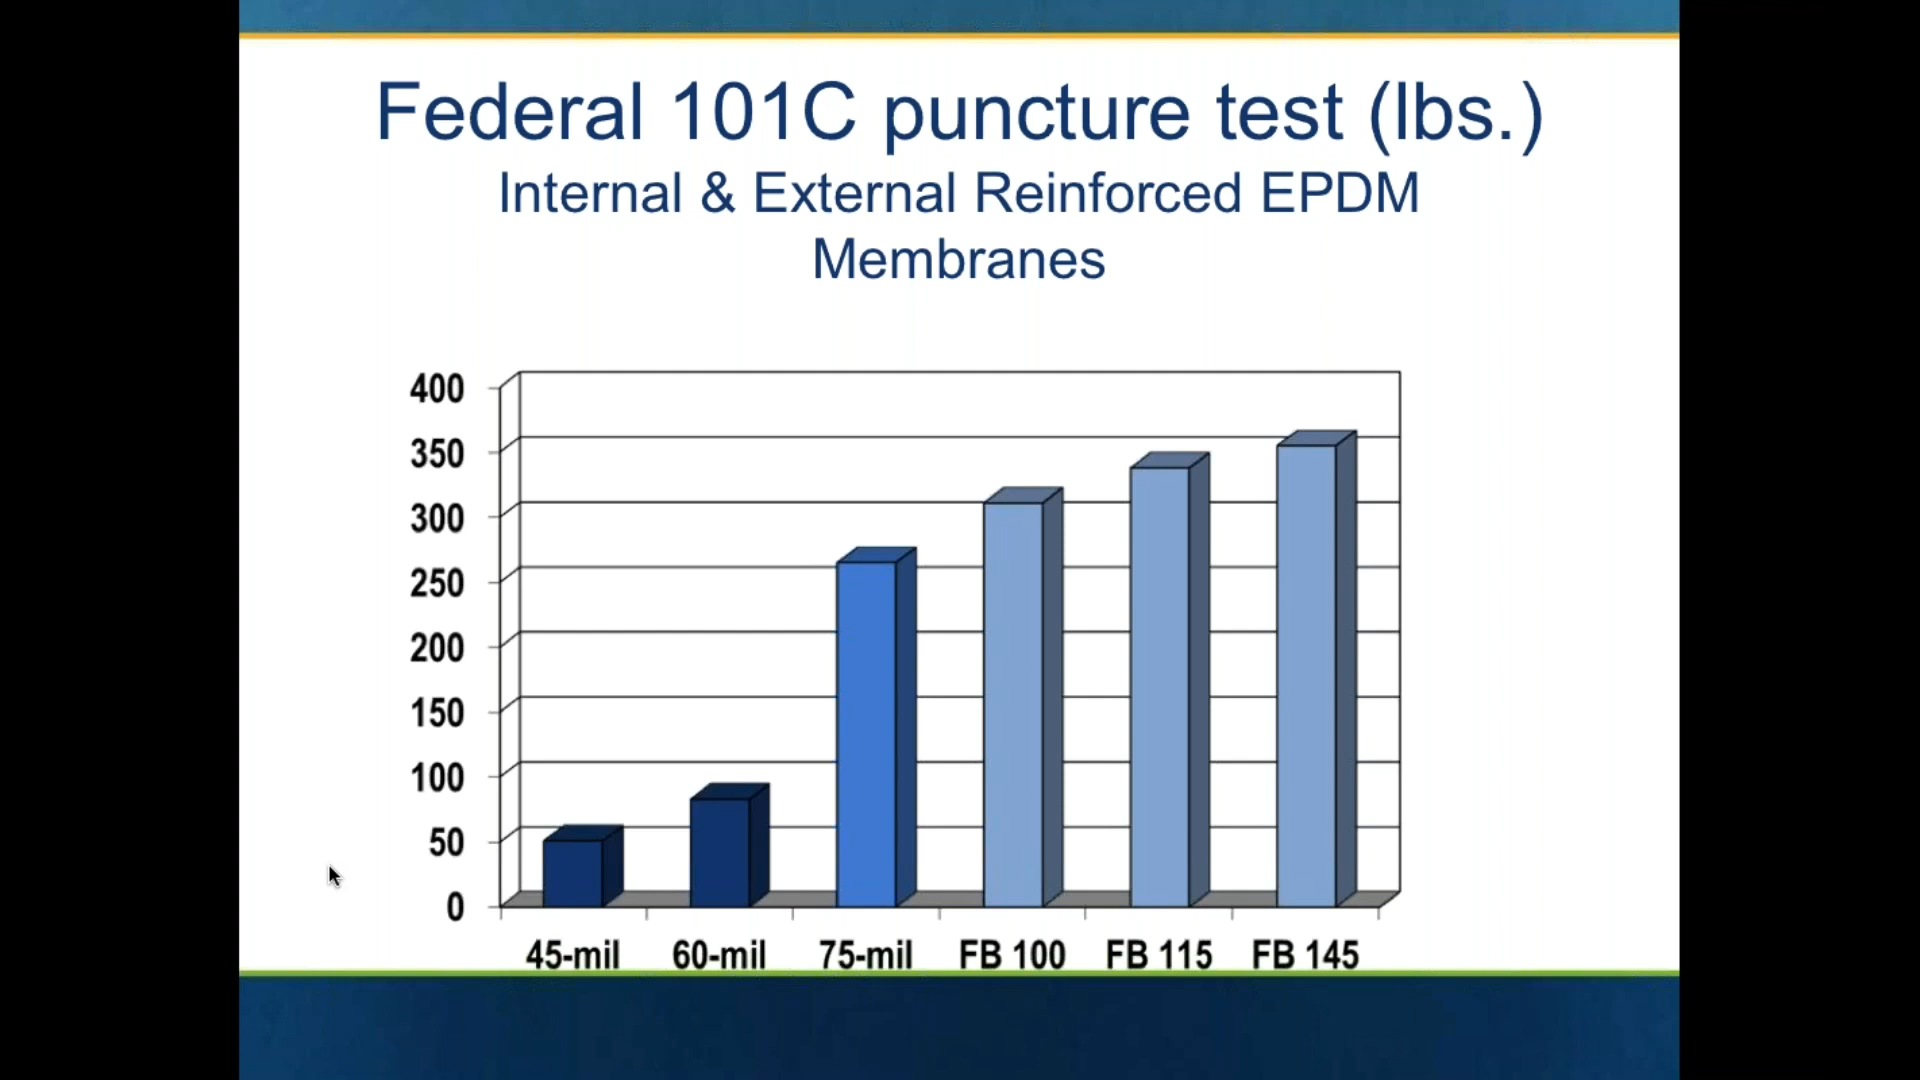 Federal 101C puncture test (lbs.)
Internal & External Reinforced EPDM
Membranes
400
350
300
250
200
150
100
50
0
45-mil 60-mil 75-mil FB 100 FB 115 FB 145